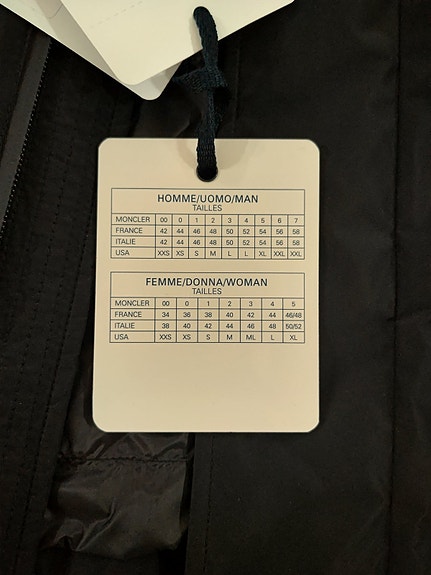 HOMME/UOMO/MAN
TAILLES
MONCLER 00 0 1 2 3 4 5 6 7
FRANCE 42 44 46 48 50 52 54 56 58
ITALIE 42 44 46 48 50 52 54 56 58
USA XXS XS S M L L XL XXL XXL
FEMME/DONNA/WOMAN
TAILLES
MONCLER 00 0 1 2 3 4 5
FRANCE 34 36 38 40 42 44 46/48
ITALIE 38 40 42 44 46 48 50/52
USA XXS XS S M ML L XL